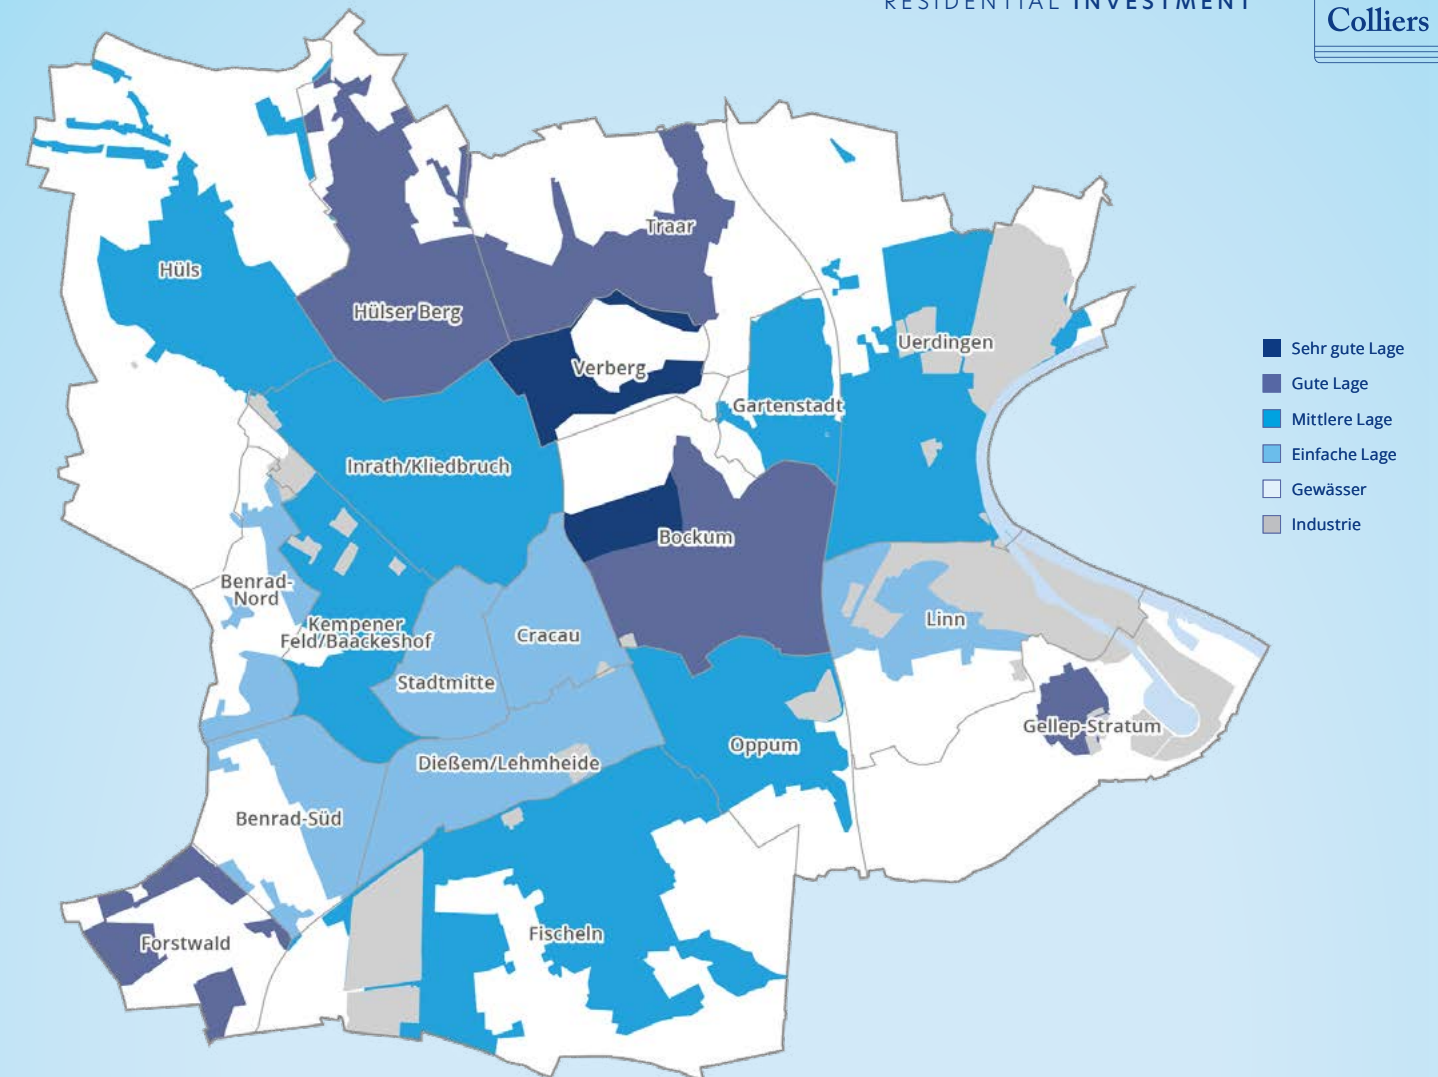 RESIDENTIAL INVESTMENT
Colliers
Traar
Hüls
Hülser Berg
Uerdingen
Verberg
Gartenstadt
Inrath/Kliedbruch
Bockum
Benrad-
Nord
Kempener
Feld/Baackeshof
Cracau
Linn
Stadtmitte
Gellep-Stratum
Oppum
Dießem/Lehmheide
Benrad-Süd
Fischeln
Forstwald
Sehr gute Lage
Gute Lage
Mittlere Lage
Einfache Lage
Gewässer
Industrie